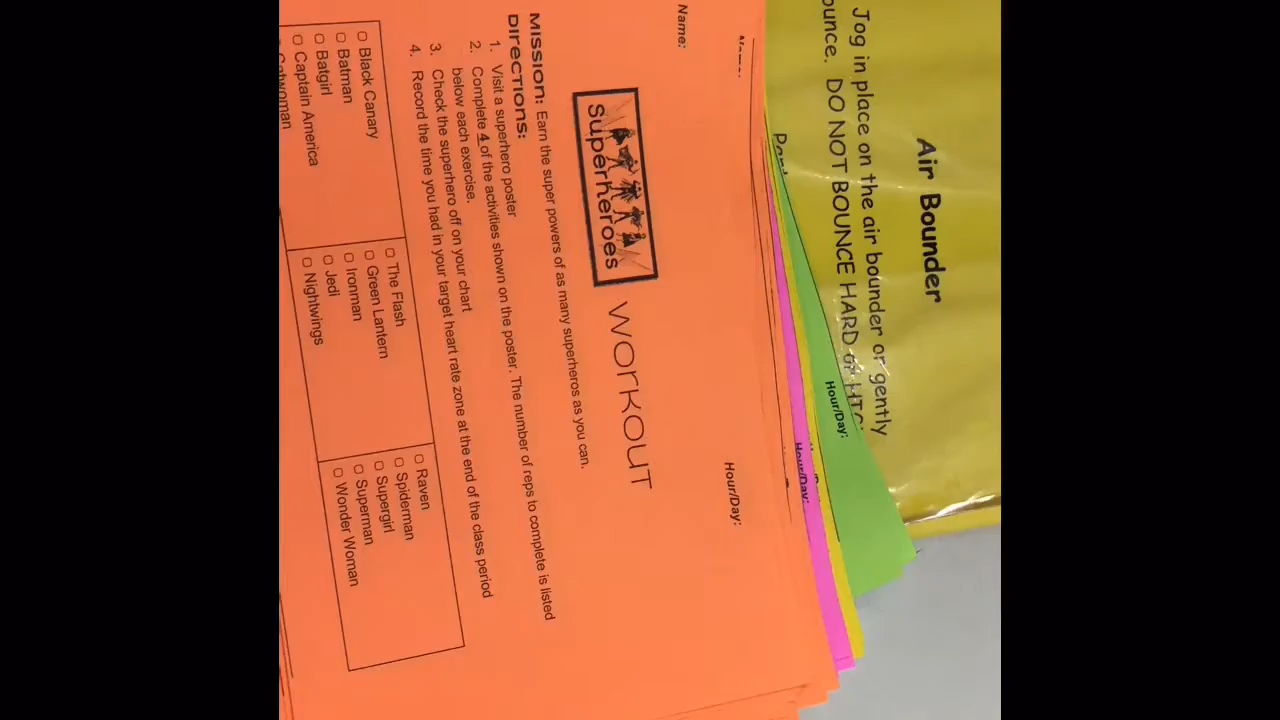 Air Bounder
Jog in place on the air bounder or gently
ounce. DO NOT BOUNCE HARD or
Hour/Day:
Hour/Day:
Name:
Hour/Day:
Superheroes WORKOUT
MISSION: Earn the super powers of as many superheros as you can.
DIRECTIONS:
1. Visit a superhero poster
2. Complete 4 of the activities shown on the poster. The number of reps to complete is listed
below each exercise.
3. Check the superhero off on your chart
4. Record the time you had in your target heart rate zone at the end of the class period
Black Canary
Batman
Batgirl
Captain America
Catwoman
The Flash
Green Lantern
Ironman
Jedi
Nightwings
Raven
Spiderman
Supergirl
Superman
Wonder Woman